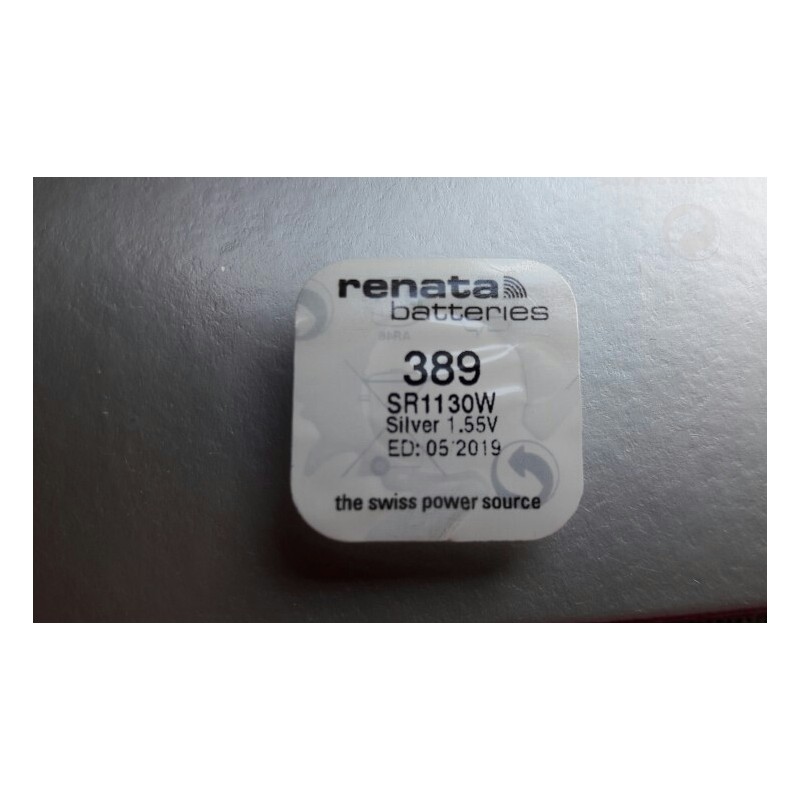 renata
batteries
389
SR1130W
Silver 1.55V
ED: 05 2019
the swiss power source